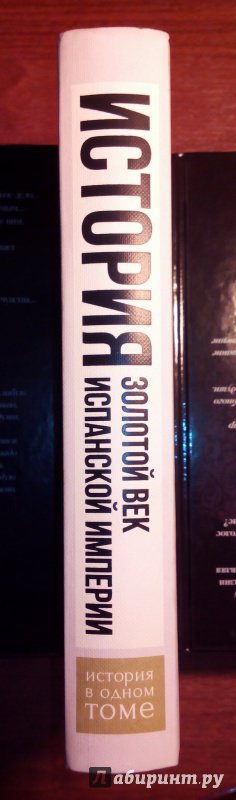 ИСТОРИЯ
ЗОЛОТОЙ ВЕК
ИСПАНСКОЙ ИМПЕРИИ
история
в одном
томе
Лабиринт.ру